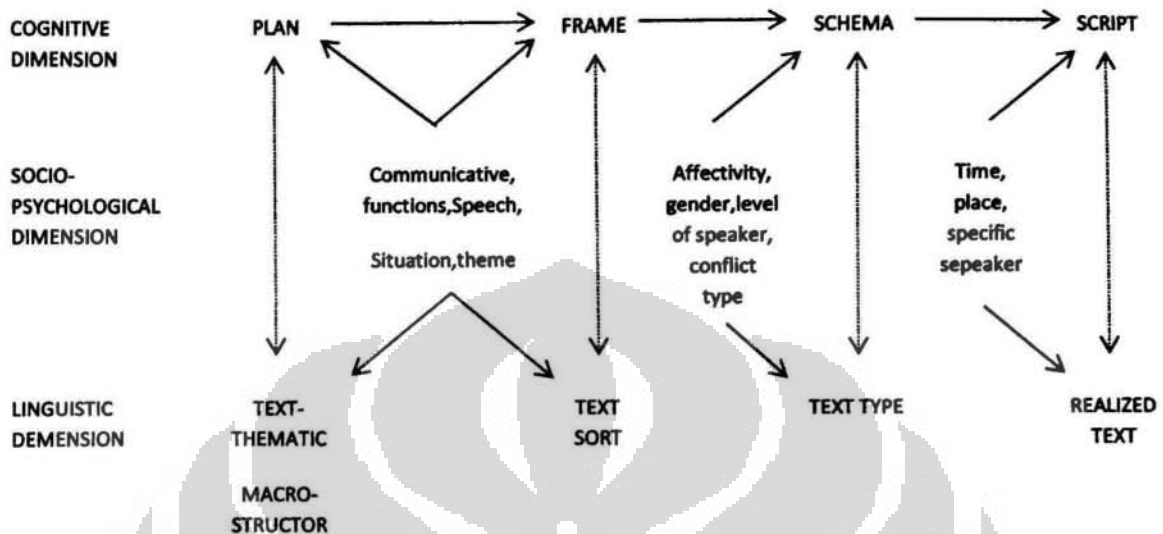 COGNITIVE DIMENSION
PLAN
FRAME
SCHEMA
SCRIPT
SOCIO-
PSYCHOLOGICAL
DIMENSION
Communicative,
functions,Speech,
Situation,theme
Affectivity,
gender,level
of speaker,
conflict
type
Time,
place,
specific
sepeaker
LINGUISTIC
DEMENSION
TEXT-
THEMATIC
MACRO-
STRUCTOR
TEXT
SORT
TEXT TYPE
REALIZED
TEXT